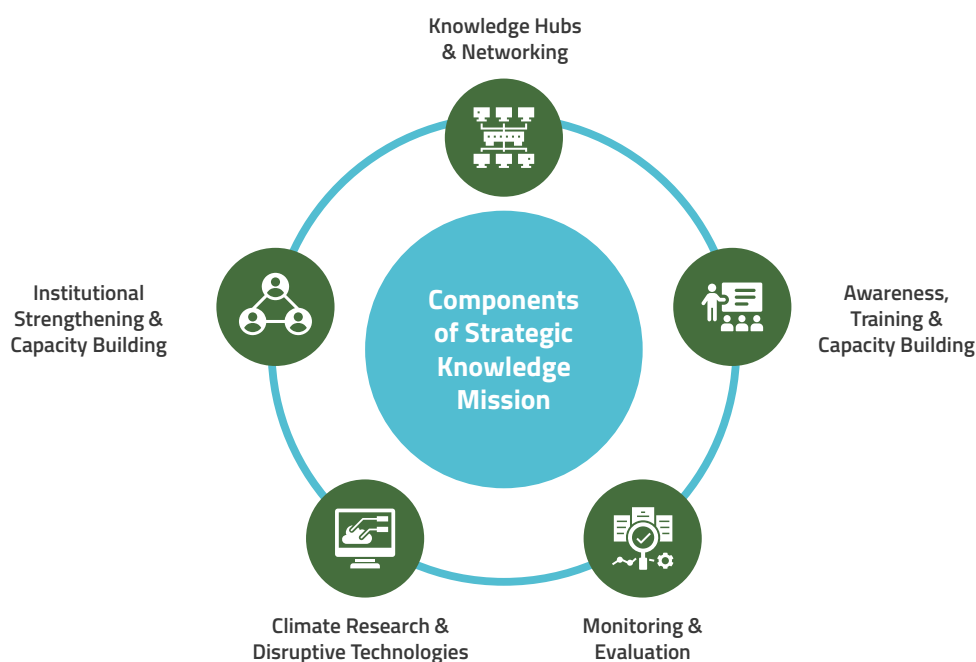 Knowledge Hubs
& Networking
Institutional
Strengthening &
Capacity Building
Components
of Strategic
Knowledge
Mission
Awareness,
Training &
Capacity Building
Climate Research &
Disruptive Technologies
Monitoring &
Evaluation